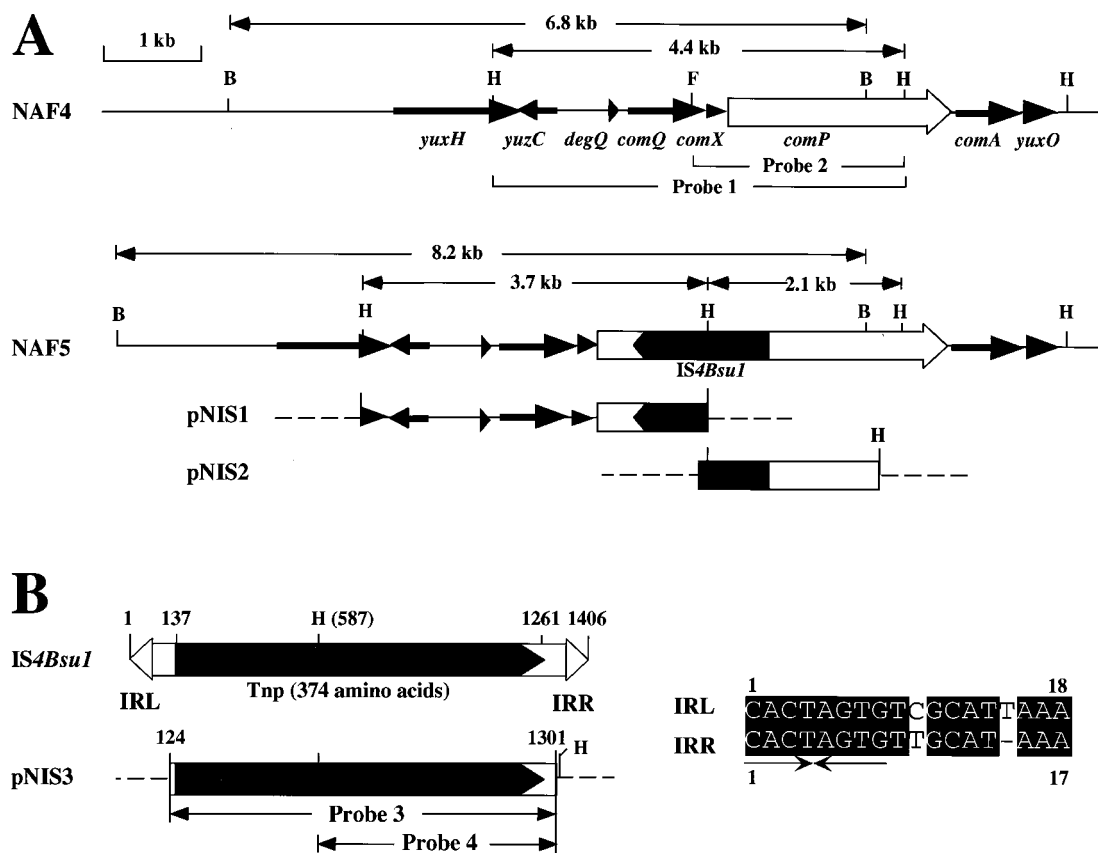 A
6.8 kb
1 kb
4.4 kb
B H F B H H
NAF4
yuxH yuzC degQ comQ comX comP comA yuxO
Probe 2
Probe 1
8.2 kb
3.7 kb 2.1 kb
B H H B H H
NAF5
IS4Bsu1
pNIS1
H
pNIS2
B
1 137 H (587) 1261 1406
IS4Bsu1
Tnp (374 amino acids)
IRL IRR
124 1301 H
pNIS3
Probe 3
Probe 4
1 18
IRL CACTAGTGTCGCATTAAA
IRR CACTAGTGTTGCAT-AAA
1 17